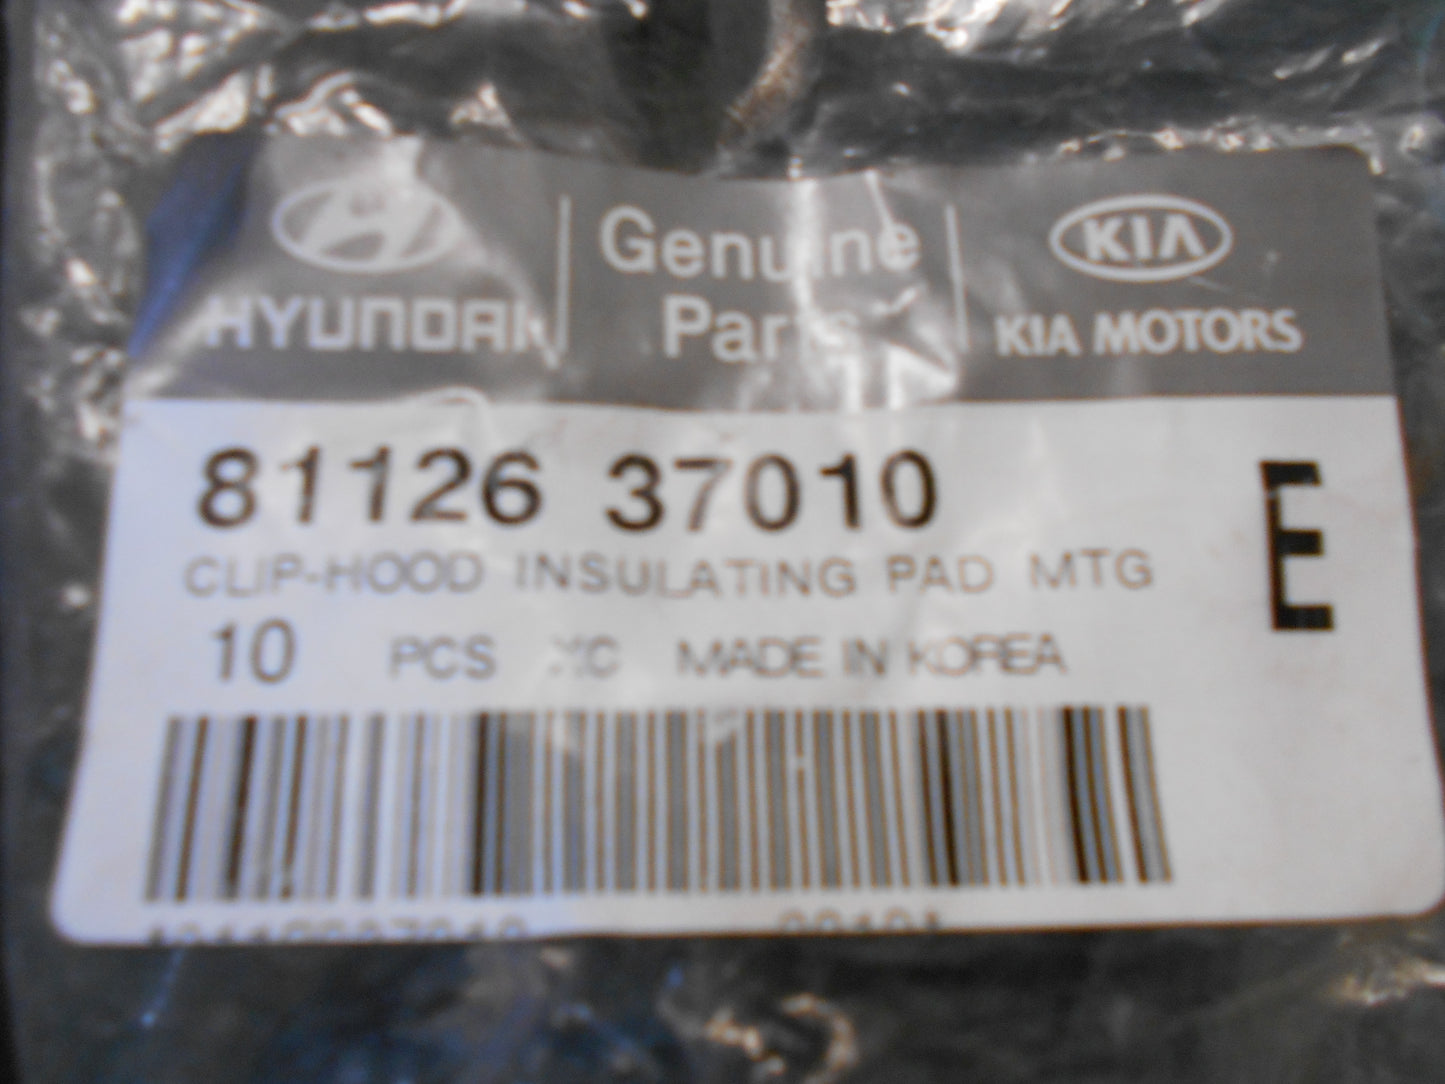 HYUNDAI
Genuine
Parts
KIA
KIA MOTORS
81126 37010
E
CLIP-HOOD INSULATING PAD MTG
10 PCS MADE IN KOREA